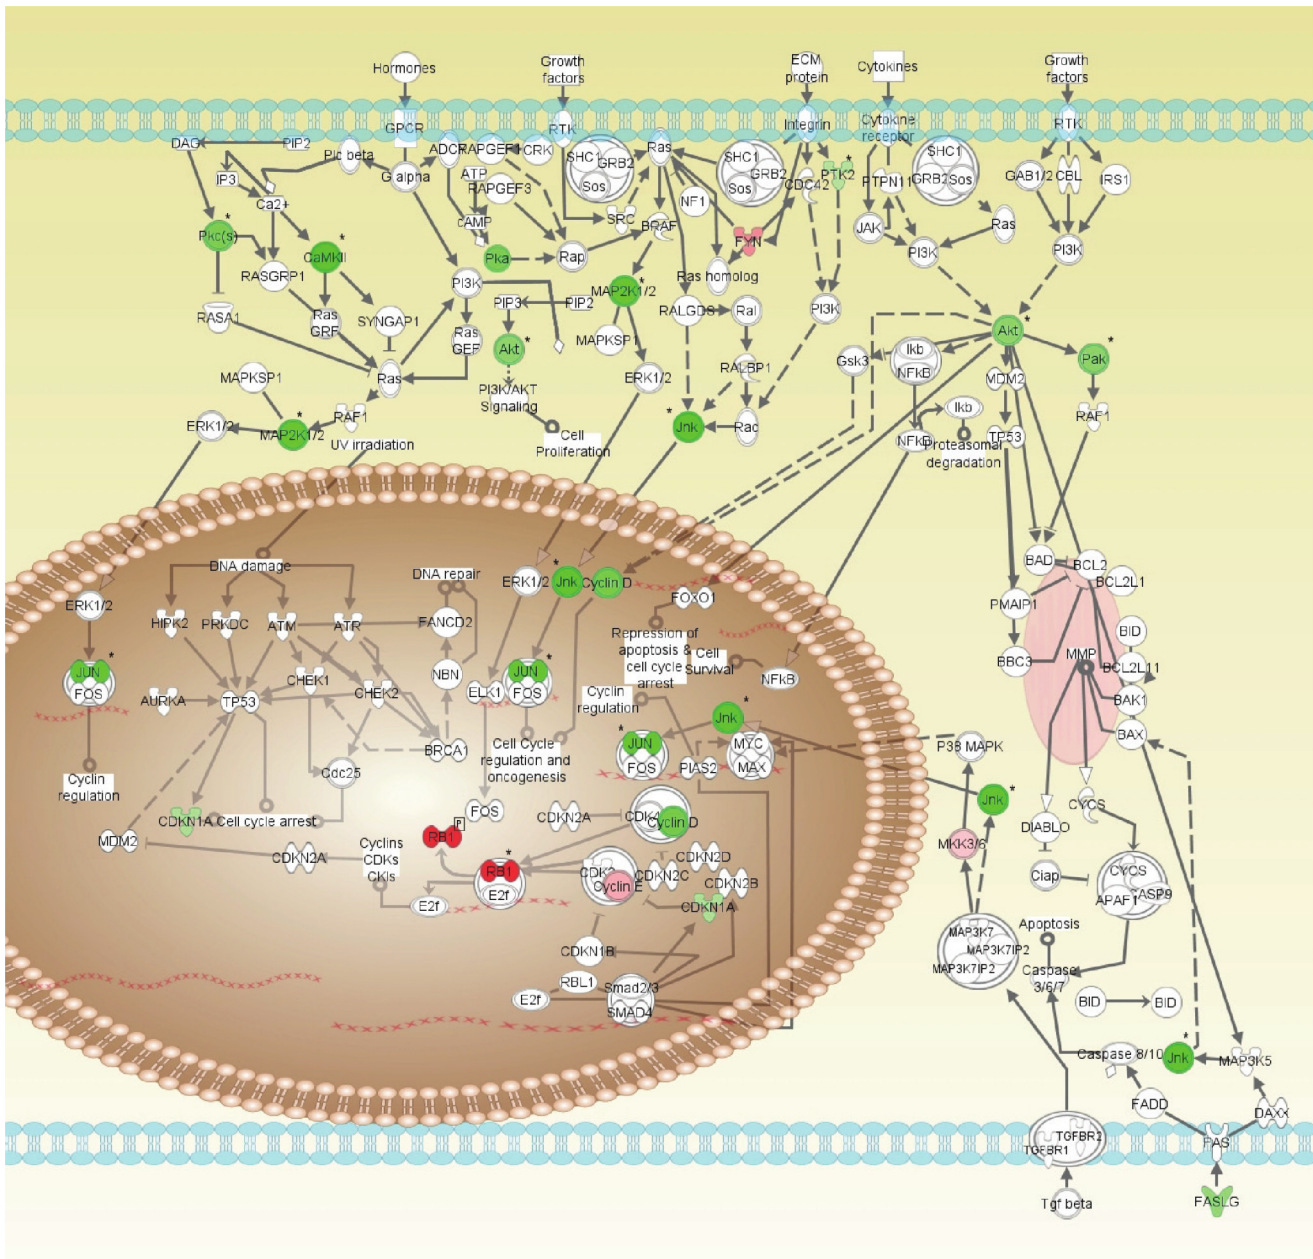 Hormones
Growth
factors
ECM
protein
Cytokines
Growth
factors
DAG
PIP2
GPCR
RTK
Integrin
Cytokine
receptor
RTK
Plc beta
ADCR
RAPGEF1
CRK
SHC1
GRB2
Sos
Ras
SHC1
GRB2
Sos
CDC42
PTK2
*
PTPN11
SHC1
GRB2
Sos
GAB1/2
CBL
IRS1
IP3
G alpha
ATP
RAPGEF3
Ca2+
cAMP
SRC
BRAF
NF1
FYN
JAK
PI3K
Ras
PI3K
Pkc(s)
*
CaMKII
*
Pka
Rap
Ras homolog
RASGRP1
PI3K
MAP2K1/2
*
PIP3
PIP2
RALGDS
Ral
PI3K
RASA1
Ras
GRF
SYNGAP1
Ras
GEF
MAPKSP1
Akt
*
Akt
*
Gsk3
Ikb
NFKB
MDM2
Pak
*
MAPKSP1
Ras
PI3K/AKT
Signaling
ERK1/2
RALBP1
Ikb
RAF1
ERK1/2
MAP2K1/2
*
RAF1
UV irradiation
Cell
Proliferation
Jnk
*
Rac
NFkB
Proteasomal
degradation
TP53
DNA damage
DNA repair
ERK1/2
Jnk
*
Cyclin D
FOXO1
BAD
BCL2
BCL2L1
ERK1/2
HIPK2
PRKDC
ATM
ATR
FANCD2
PMAIP1
BID
Repression of
apoptosis &
cell cycle
arrest
Cell
Survival
NFkB
MMP
BBC3
BCL2L11
JUN
*
FOS
AURKA
TP53
CHEK1
CHEK2
NBN
ELK1
JUN
*
FOS
Cyclin
regulation
BAK1
BAX
Jnk
*
BRCA1
Cell Cycle
regulation and
oncogenesis
JUN
*
FOS
PIAS2
MYC
MAX
P38 MAPK
Cyclin
regulation
Cdc25
CYCS
Jnk
*
CDKN1A
Cell cycle arrest
FOS
P
RB1
CDKN2A
CDK4
Cyclin D
DIABLO
MDM2
CDKN2A
Cyclins
CDKs
CKIs
RB1
*
E2f
CDK2
Cyclin E
CDKN2D
CDKN2C
CDKN2B
CDKN1A
MKK3/6
Ciap
CYCS
APAF1
CASP9
E2f
Apoptosis
MAP3K7
MAP3K7IP2
MAP3K7IP2
CDKN1B
Caspase
3/6/7
RBL1
E2f
Smad2/3
SMAD4
BID
BID
Caspase 8/10
Jnk
*
MAP3K5
FADD
DAXX
TGFBR2
TGFBR1
FAS
Tgf beta
FASLG